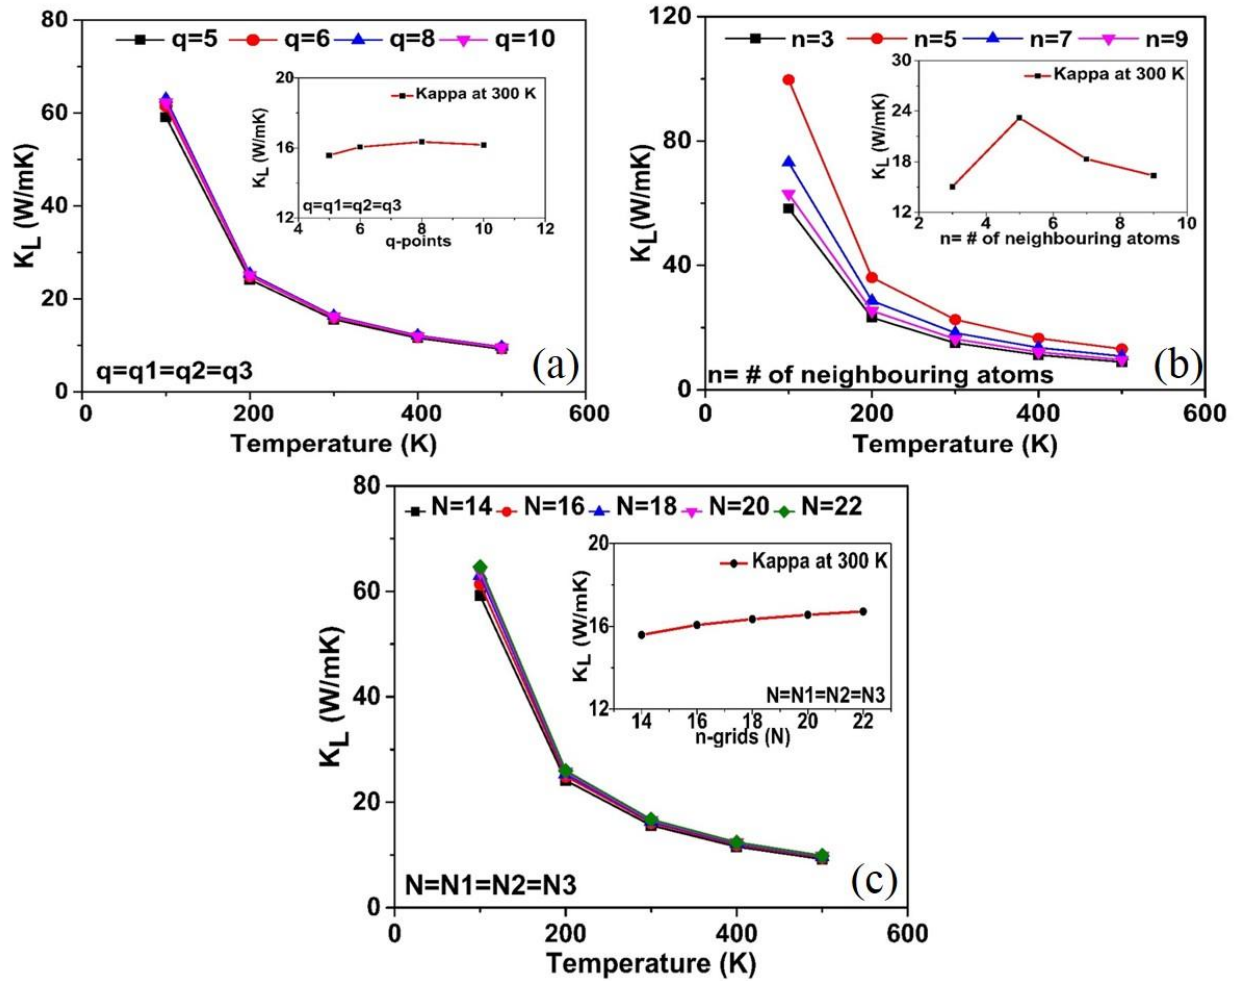 80
60
40
20
0
K_L (W/mK)
q=5 q=6 q=8 q=10
20
16
12
K_L (W/mK)
Kappa at 300 K
q=q1=q2=q3
4 6 8 10 12
q-points
q=q1=q2=q3
(a)
0 200 400 600
Temperature (K)
120
80
40
0
K_L(W/mK)
n=3 n=5 n=7 n=9
30
24
18
12
K_L (W/mK)
Kappa at 300 K
2 4 6 8 10
n= # of neighbouring atoms
n= # of neighbouring atoms
(b)
0 200 400 600
Temperature (K)
80
60
40
20
0
K_L (W/mK)
N=14 N=16 N=18 N=20 N=22
20
16
12
K_L (W/mK)
Kappa at 300 K
N=N1=N2=N3
14 16 18 20 22
n-grids (N)
N=N1=N2=N3
(c)
0 200 400 600
Temperature (K)